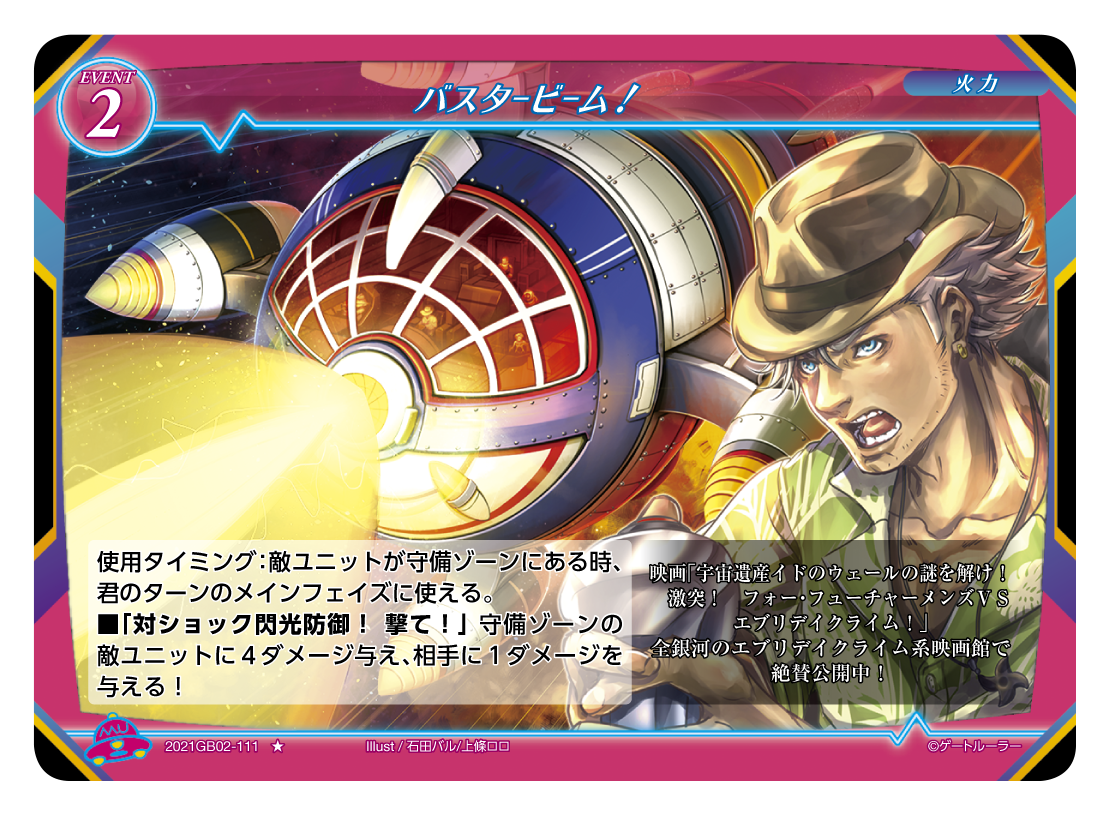 EVENT
2
バスタービーム！
火力
使用タイミング：敵ユニットが守備ゾーンにある時、
君のターンのメインフェイズに使える。
■「対ショック閃光防御！ 撃て！」守備ゾーンの
敵ユニットに４ダメージ与え、相手に１ダメージを
与える！
映画「宇宙遺産イドのウェールの謎を解け！
激突！　フォー・フューチャーメンズＶＳ
エブリデイクライム！」
全銀河のエブリデイクライム系映画館で
絶賛公開中！
MU
2021GB02-111 ★
Illust / 石田バル/上條ロロ
©ゲートルーラー